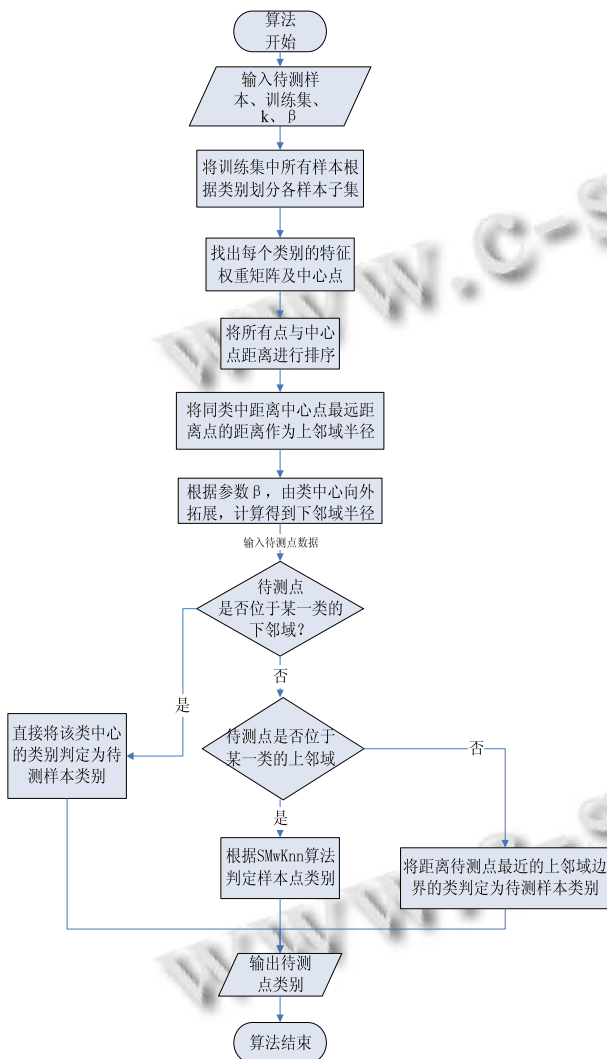 算法
开始
输入待测样
本、训练集、
k、β
将训练集中所有样本根
据类别划分各样本子集
找出每个类别的特征
权重矩阵及中心点
将所有点与中心
点距离进行排序
将同类中距离中心点最远距
离点的距离作为上邻域半径
根据参数β，由类中心向外
拓展，计算得到下邻域半径
输入待测点数据
待测点
是否位于某一类的
下邻域?
否
是
直接将该类中心
的类别判定为待
测样本类别
待测点是否位于
某一类的上邻域
否
是
根据SMwKnn算法
判定样本点类别
将距离待测点最近的上邻域边
界的类判定为待测样本类别
输出待测
点类别
算法结束
www.c-s
www.c-s